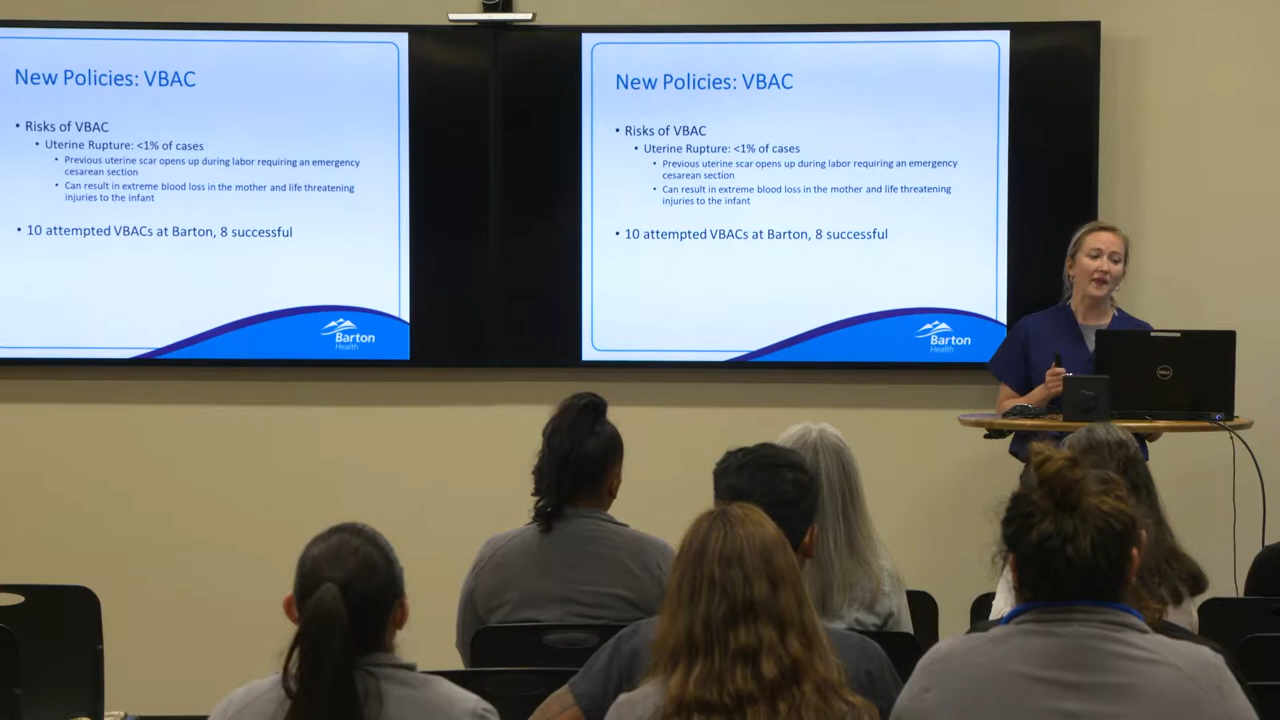 New Policies: VBAC
• Risks of VBAC
• Uterine Rupture: <1% of cases
• Previous uterine scar opens up during labor requiring an emergency
cesarean section
• Can result in extreme blood loss in the mother and life threatening
injuries to the infant
• 10 attempted VBACs at Barton, 8 successful
Barton
Health
New Policies: VBAC
• Risks of VBAC
• Uterine Rupture: <1% of cases
• Previous uterine scar opens up during labor requiring an emergency
cesarean section
• Can result in extreme blood loss in the mother and life threatening
injuries to the infant
• 10 attempted VBACs at Barton, 8 successful
Barton
Health
DELL